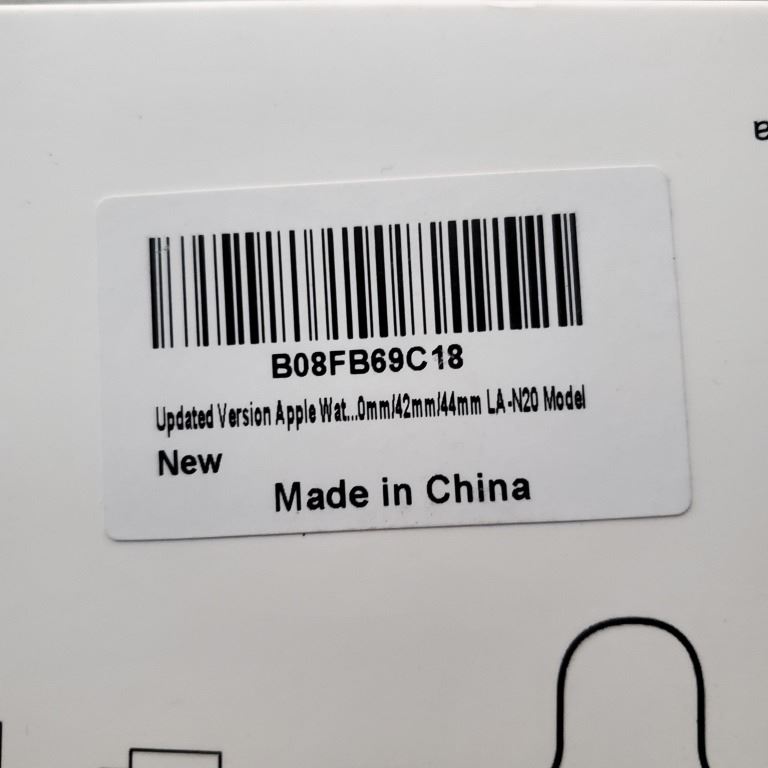 B08FB69C18
Updated Version Apple Wat...0mm/42mm/44mm LA-N20 Model
New
Made in China